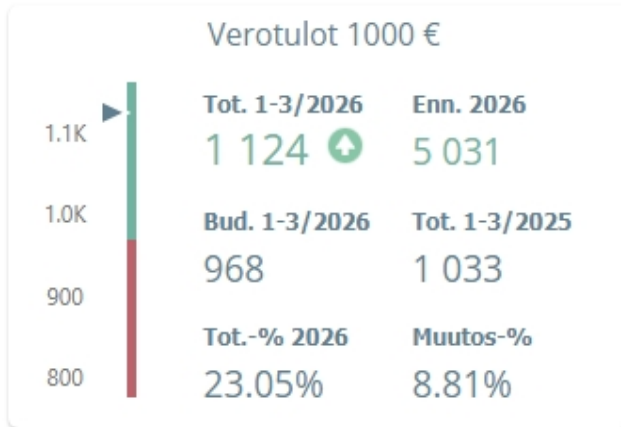 Verotulot 1000 €
1.1K
1.0K
900
800
Tot. 1-3/2026 Enn. 2026
1 124 5 031
Bud. 1-3/2026 Tot. 1-3/2025
968 1 033
Tot.-% 2026 Muutos-%
23.05% 8.81%